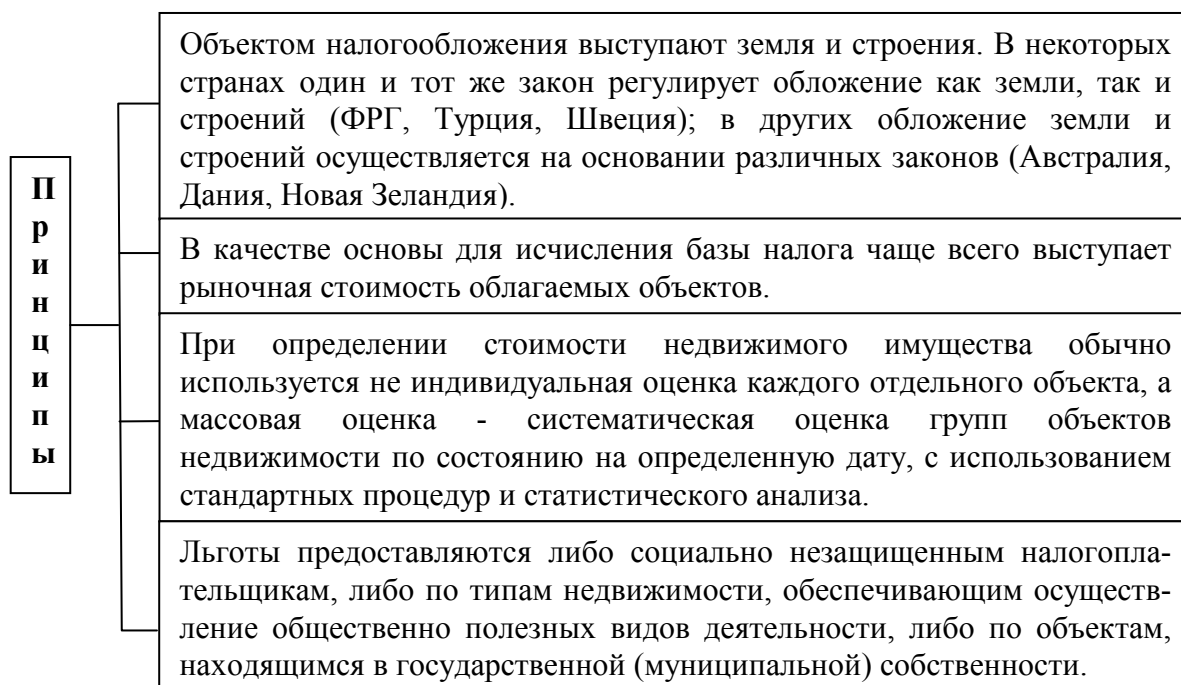 Принципы
Объектом налогообложения выступают земля и строения. В некоторых
странах один и тот же закон регулирует обложение как земли, так и
строений (ФРГ, Турция, Швеция); в других обложение земли и
строений осуществляется на основании различных законов (Австралия,
Дания, Новая Зеландия).
В качестве основы для исчисления базы налога чаще всего выступает
рыночная стоимость облагаемых объектов.
При определении стоимости недвижимого имущества обычно
используется не индивидуальная оценка каждого отдельного объекта, а
массовая оценка - систематическая оценка групп объектов
недвижимости по состоянию на определенную дату, с использованием
стандартных процедур и статистического анализа.
Льготы предоставляются либо социально незащищенным налогопла-
тельщикам, либо по типам недвижимости, обеспечивающим осуществ-
ление общественно полезных видов деятельности, либо по объектам,
находящимся в государственной (муниципальной) собственности.